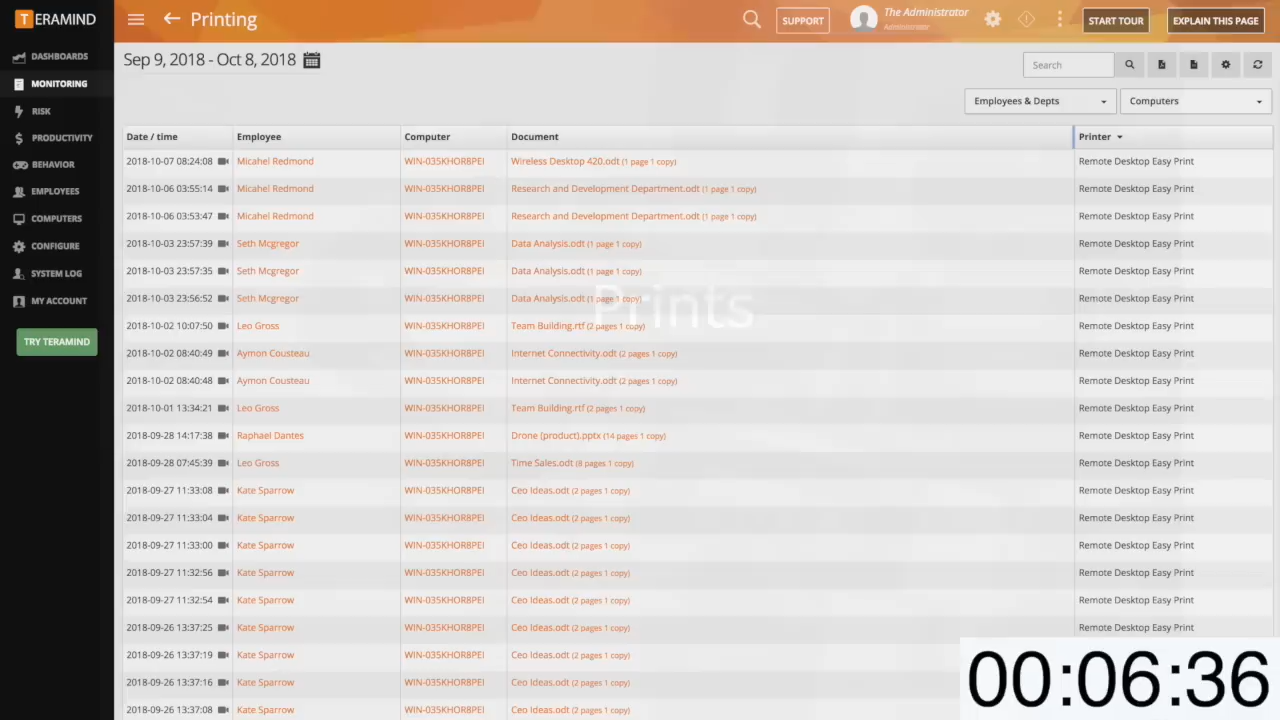 TERAMIND
Printing
SUPPORT
The Administrator
Administrator
START TOUR
EXPLAIN THIS PAGE
DASHBOARDS
MONITORING
RISK
PRODUCTIVITY
BEHAVIOR
EMPLOYEES
COMPUTERS
CONFIGURE
SYSTEM LOG
MY ACCOUNT
TRY TERAMIND
Sep 9, 2018 - Oct 8, 2018
Search
Employees & Depts
Computers
Date / time Employee Computer Document Printer
2018-10-07 08:24:08 Micahel Redmond WIN-035KHOR8PEI Wireless Desktop 420.odt (1 page 1 copy) Remote Desktop Easy Print
2018-10-06 03:55:14 Micahel Redmond WIN-035KHOR8PEI Research and Development Department.odt (1 page 1 copy) Remote Desktop Easy Print
2018-10-06 03:53:47 Micahel Redmond WIN-035KHOR8PEI Research and Development Department.odt (1 page 1 copy) Remote Desktop Easy Print
2018-10-03 23:57:39 Seth Mcgregor WIN-035KHOR8PEI Data Analysis.odt (1 page 1 copy) Remote Desktop Easy Print
2018-10-03 23:57:35 Seth Mcgregor WIN-035KHOR8PEI Data Analysis.odt (1 page 1 copy) Remote Desktop Easy Print
2018-10-03 23:56:52 Seth Mcgregor WIN-035KHOR8PEI Data Analysis.odt (1 page 1 copy) Remote Desktop Easy Print
Prints
2018-10-02 10:07:50 Leo Gross WIN-035KHOR8PEI Team Building.rtf (2 pages 1 copy) Remote Desktop Easy Print
2018-10-02 08:40:49 Aymon Cousteau WIN-035KHOR8PEI Internet Connectivity.odt (2 pages 1 copy) Remote Desktop Easy Print
2018-10-02 08:40:48 Aymon Cousteau WIN-035KHOR8PEI Internet Connectivity.odt (2 pages 1 copy) Remote Desktop Easy Print
2018-10-01 13:34:21 Leo Gross WIN-035KHOR8PEI Team Building.rtf (2 pages 1 copy) Remote Desktop Easy Print
2018-09-28 14:17:38 Raphael Dantes WIN-035KHOR8PEI Drone (product).pptx (14 pages 1 copy) Remote Desktop Easy Print
2018-09-28 07:45:39 Leo Gross WIN-035KHOR8PEI Time Sales.odt (8 pages 1 copy) Remote Desktop Easy Print
2018-09-27 11:33:08 Kate Sparrow WIN-035KHOR8PEI Ceo Ideas.odt (2 pages 1 copy) Remote Desktop Easy Print
2018-09-27 11:33:04 Kate Sparrow WIN-035KHOR8PEI Ceo Ideas.odt (2 pages 1 copy) Remote Desktop Easy Print
2018-09-27 11:33:00 Kate Sparrow WIN-035KHOR8PEI Ceo Ideas.odt (2 pages 1 copy) Remote Desktop Easy Print
2018-09-27 11:32:56 Kate Sparrow WIN-035KHOR8PEI Ceo Ideas.odt (2 pages 1 copy) Remote Desktop Easy Print
2018-09-27 11:32:54 Kate Sparrow WIN-035KHOR8PEI Ceo Ideas.odt (2 pages 1 copy) Remote Desktop Easy Print
2018-09-26 13:37:25 Kate Sparrow WIN-035KHOR8PEI Ceo Ideas.odt (2 pages 1 copy) Remote Desktop Easy Print
2018-09-26 13:37:19 Kate Sparrow WIN-035KHOR8PEI Ceo Ideas.odt (2 pages 1 copy)
2018-09-26 13:37:16 Kate Sparrow WIN-035KHOR8PEI Ceo Ideas.odt (2 pages 1 copy)
2018-09-26 13:37:08 Kate Sparrow WIN-035KHOR8PEI Ceo Ideas.odt (2 pages 1 copy)
00:06:36